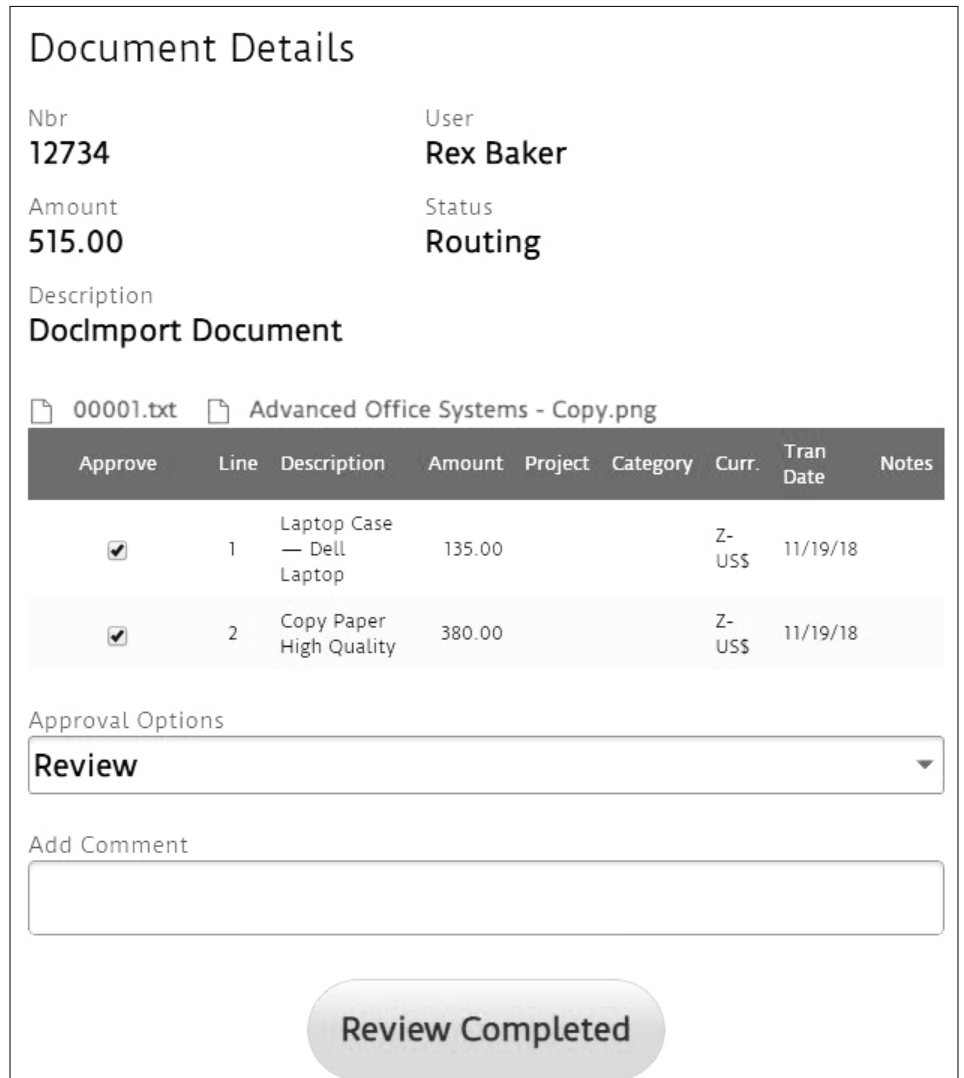 Document Details
Nbr User
12734 Rex Baker
Amount Status
515.00 Routing
Description
DocImport Document
00001.txt Advanced Office Systems - Copy.png
Approve Line Description Amount Project Category Curr. Tran Date Notes
1 Laptop Case — Dell Laptop 135.00 Z-US$ 11/19/18
2 Copy Paper High Quality 380.00 Z-US$ 11/19/18
Approval Options
Review
Add Comment
Review Completed